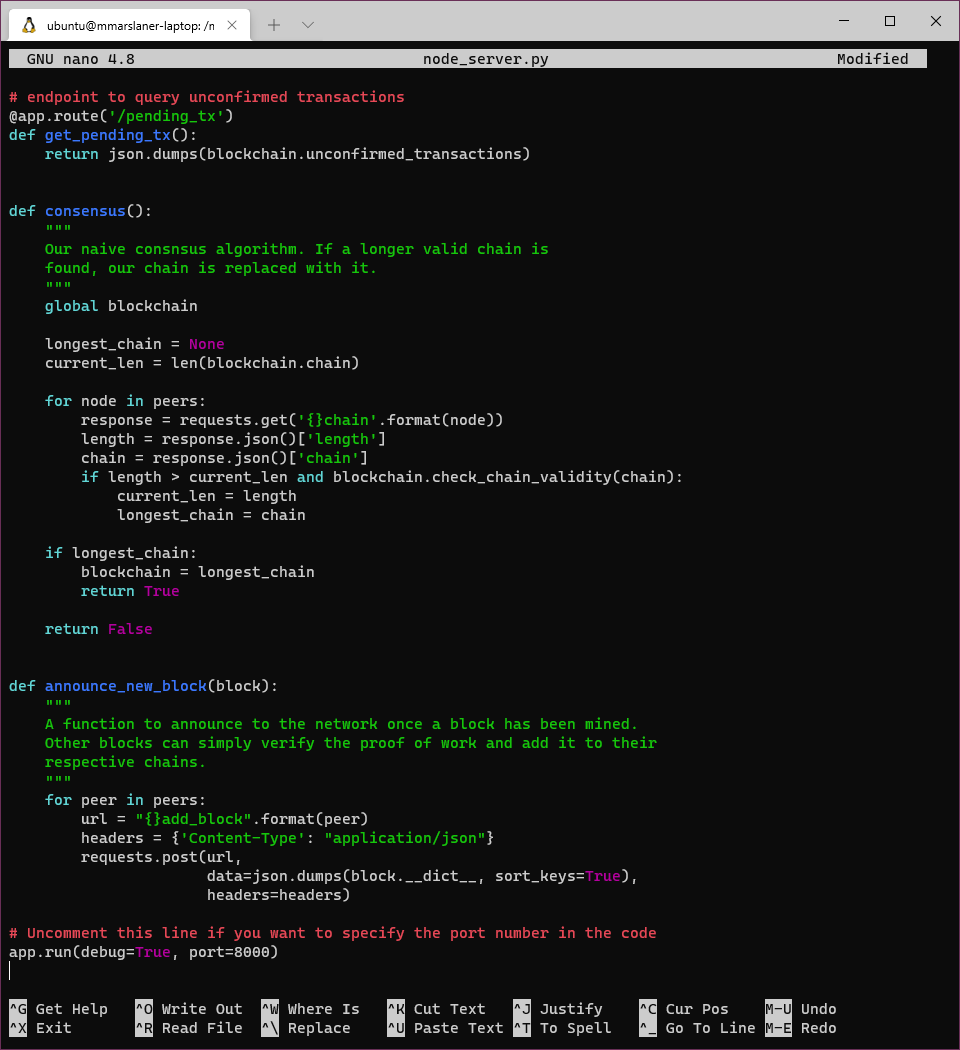 ubuntu@mmarslaner-laptop: /n
GNU nano 4.8 node_server.py Modified
# endpoint to query unconfirmed transactions
@app.route('/pending_tx')
def get_pending_tx():
    return json.dumps(blockchain.unconfirmed_transactions)
def consensus():
    """
    Our naive consnsus algorithm. If a longer valid chain is
    found, our chain is replaced with it.
    """
    global blockchain
    longest_chain = None
    current_len = len(blockchain.chain)
    for node in peers:
        response = requests.get('{}chain'.format(node))
        length = response.json()['length']
        chain = response.json()['chain']
        if length > current_len and blockchain.check_chain_validity(chain):
            current_len = length
            longest_chain = chain
    if longest_chain:
        blockchain = longest_chain
        return True
    return False
def announce_new_block(block):
    """
    A function to announce to the network once a block has been mined.
    Other blocks can simply verify the proof of work and add it to their
    respective chains.
    """
    for peer in peers:
        url = "{}add_block".format(peer)
        headers = {'Content-Type': "application/json"}
        requests.post(url,
                      data=json.dumps(block.__dict__, sort_keys=True),
                      headers=headers)
# Uncomment this line if you want to specify the port number in the code
app.run(debug=True, port=8000)
^G Get Help ^O Write Out ^W Where Is ^K Cut Text ^J Justify ^C Cur Pos M-U Undo
^X Exit ^R Read File ^\ Replace ^U Paste Text ^T To Spell ^_ Go To Line M-E Redo